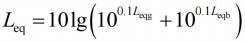 L_eq = 10lg(10^{0.1L_eqg} + 10^{0.1L_eqb})